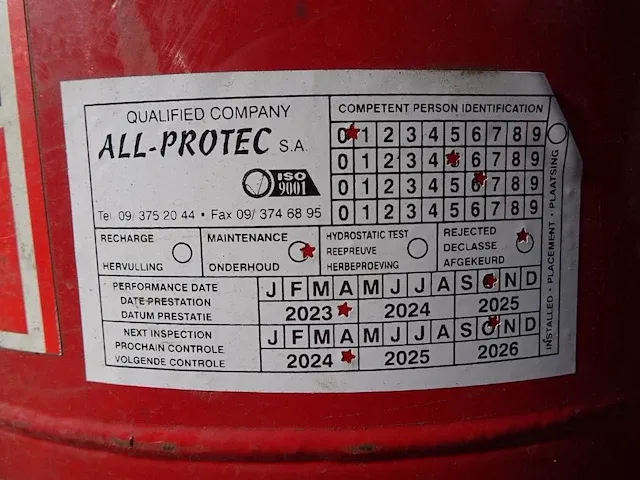 QUALIFIED COMPANY
ALL-PROTEC S.A.
ISO
9001
Tel. 09/ 375 20 44 • Fax 09/ 374 68 95
COMPETENT PERSON IDENTIFICATION
0 1 2 3 4 5 6 7 8 9
0 1 2 3 4 5 6 7 8 9
0 1 2 3 4 5 6 7 8 9
0 1 2 3 4 5 6 7 8 9
RECHARGE
HERVULLING
MAINTENANCE
ONDERHOUD
HYDROSTATIC TEST
REEPREUVE
HERBEPROEVING
REJECTED
DECLASSE
AFGEKEURD
PERFORMANCE DATE
DATE PRESTATION
DATUM PRESTATIE
J F M A M J J A S O N D
2023 2024 2025
NEXT INSPECTION
PROCHAIN CONTROLE
VOLGENDE CONTROLE
J F M A M J J A S O N D
2024 2025 2026
INSTALLED • PLACEMENT • PLAATSING